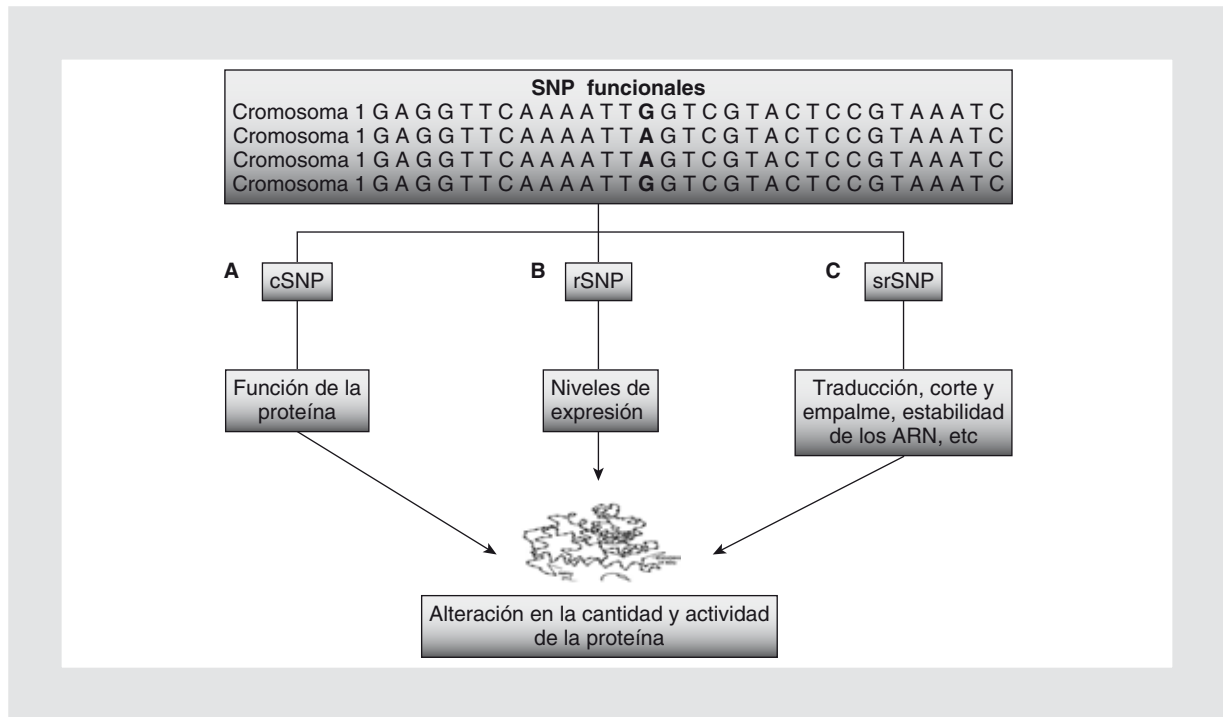 SNP funcionales
Cromosoma 1 G A G G T T C A A A A T T G G T C G T A C T C C G T A A A T C
Cromosoma 1 G A G G T T C A A A A T T A G T C G T A C T C C G T A A A T C
Cromosoma 1 G A G G T T C A A A A T T A G T C G T A C T C C G T A A A T C
Cromosoma 1 G A G G T T C A A A A T T G G T C G T A C T C C G T A A A T C
A
cSNP
B
rSNP
C
srSNP
Función de la
proteína
Niveles de
expresión
Traducción, corte y
empalme, estabilidad
de los ARN, etc
Alteración en la cantidad y actividad
de la proteína